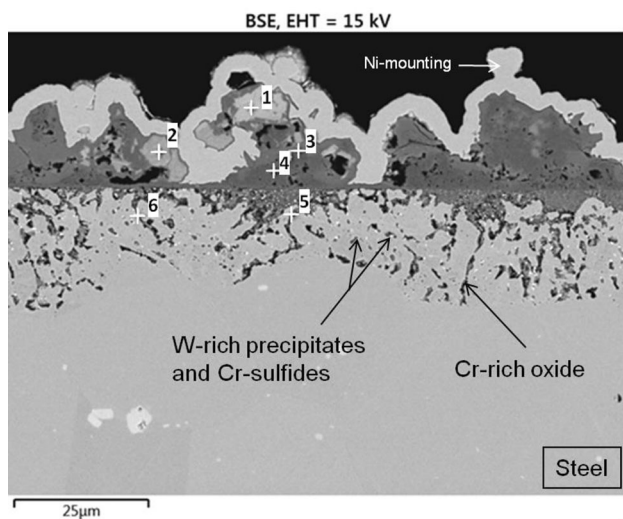 BSE, EHT = 15 kV
Ni-mounting
1
2
3
4
5
6
W-rich precipitates
and Cr-sulfides
Cr-rich oxide
Steel
25μm